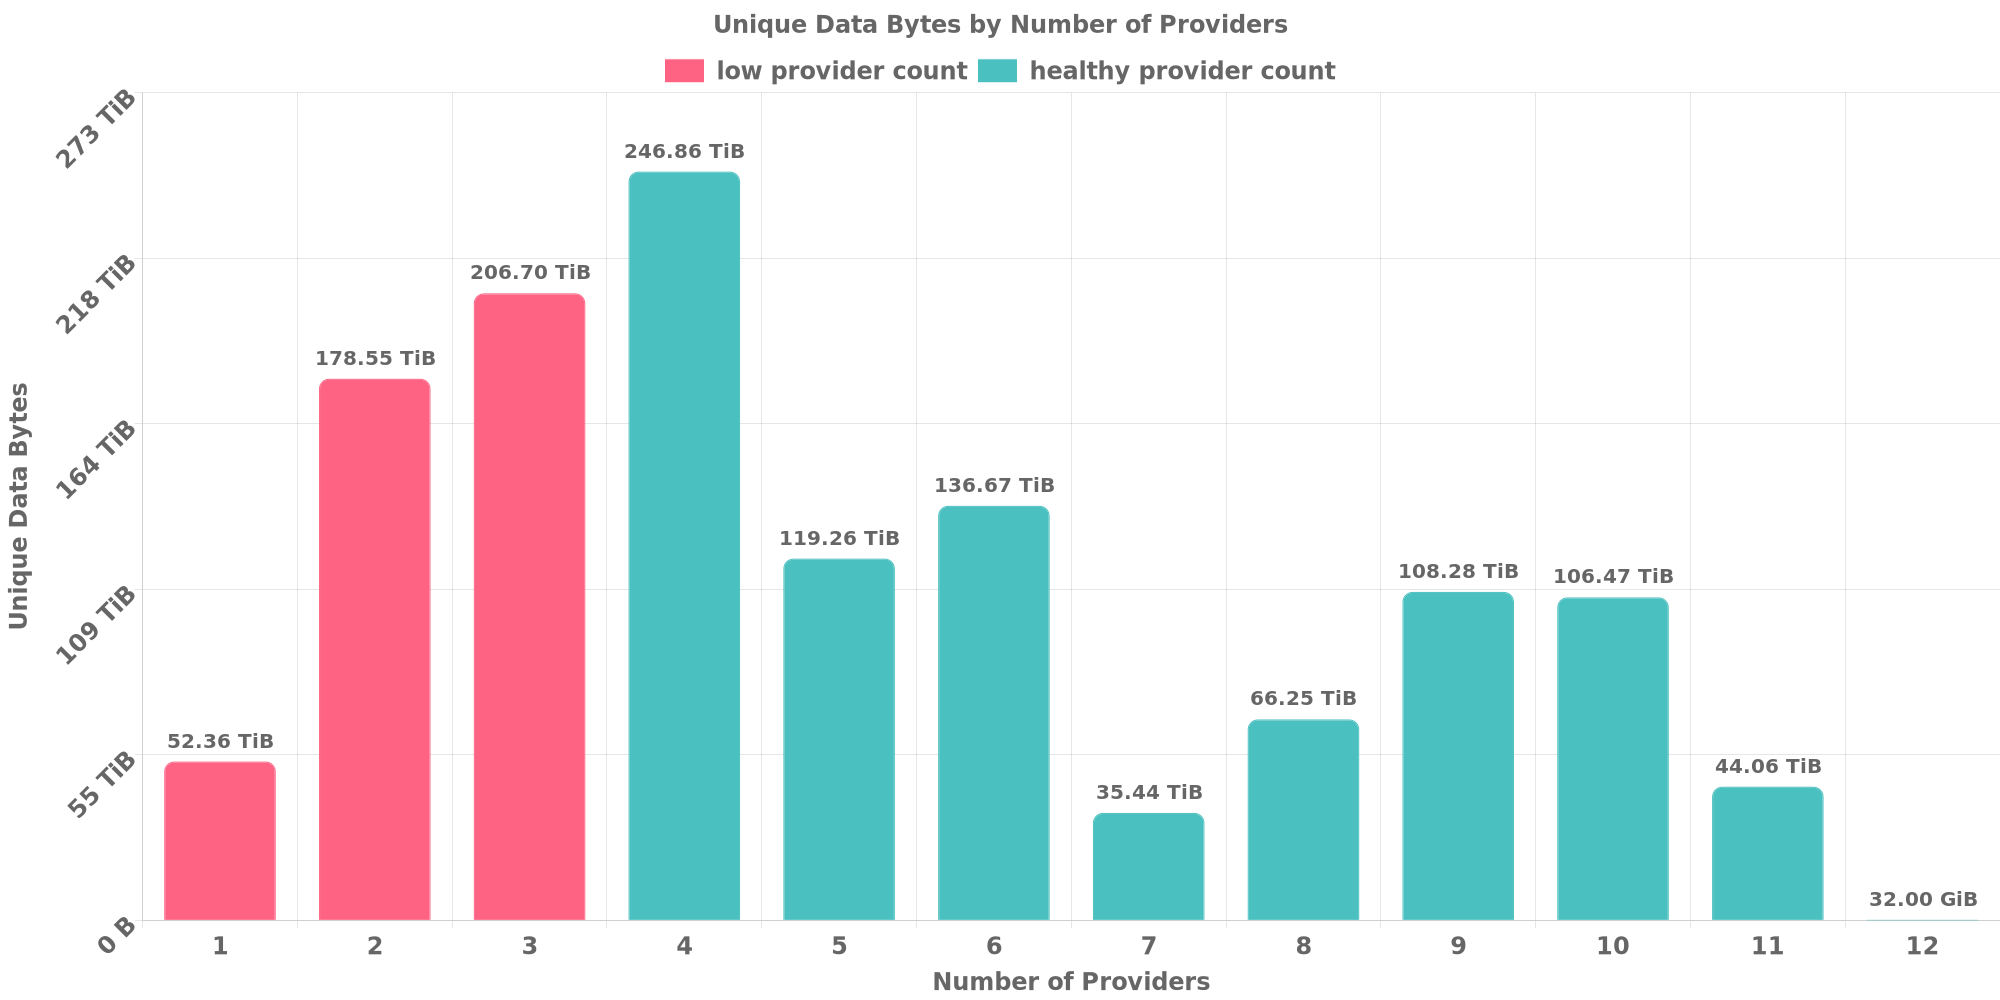 Unique Data Bytes by Number of Providers
low provider count healthy provider count
273 TiB
218 TiB
164 TiB
109 TiB
55 TiB
0 B
Unique Data Bytes
52.36 TiB
178.55 TiB
206.70 TiB
246.86 TiB
119.26 TiB
136.67 TiB
35.44 TiB
66.25 TiB
108.28 TiB
106.47 TiB
44.06 TiB
32.00 GiB
1 2 3 4 5 6 7 8 9 10 11 12
Number of Providers